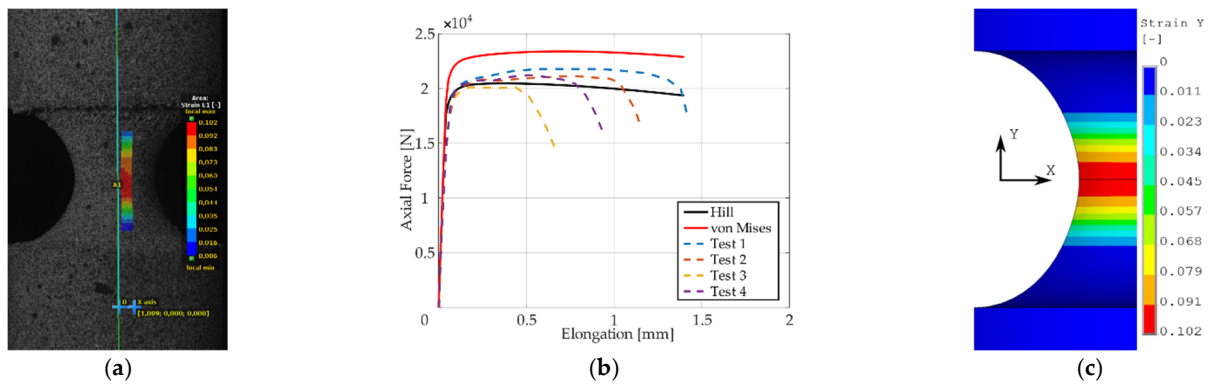 Area:
Strain L1 [-]
local max
0,102
0,092
0,083
0,073
0,064
0,054
0,044
0,035
0,025
0,016
0,006
local min
A1
0 X axis
[1,009; 0,000; 0,000]
(a)
×10⁴
2.5
2
1.5
1
0.5
0
0 0.5 1 1.5 2
Axial Force [N]
Elongation [mm]
Hill
von Mises
Test 1
Test 2
Test 3
Test 4
(b)
Strain Y
[-]
0
0.011
0.023
0.034
0.045
0.057
0.068
0.079
0.091
0.102
Y
X
(c)